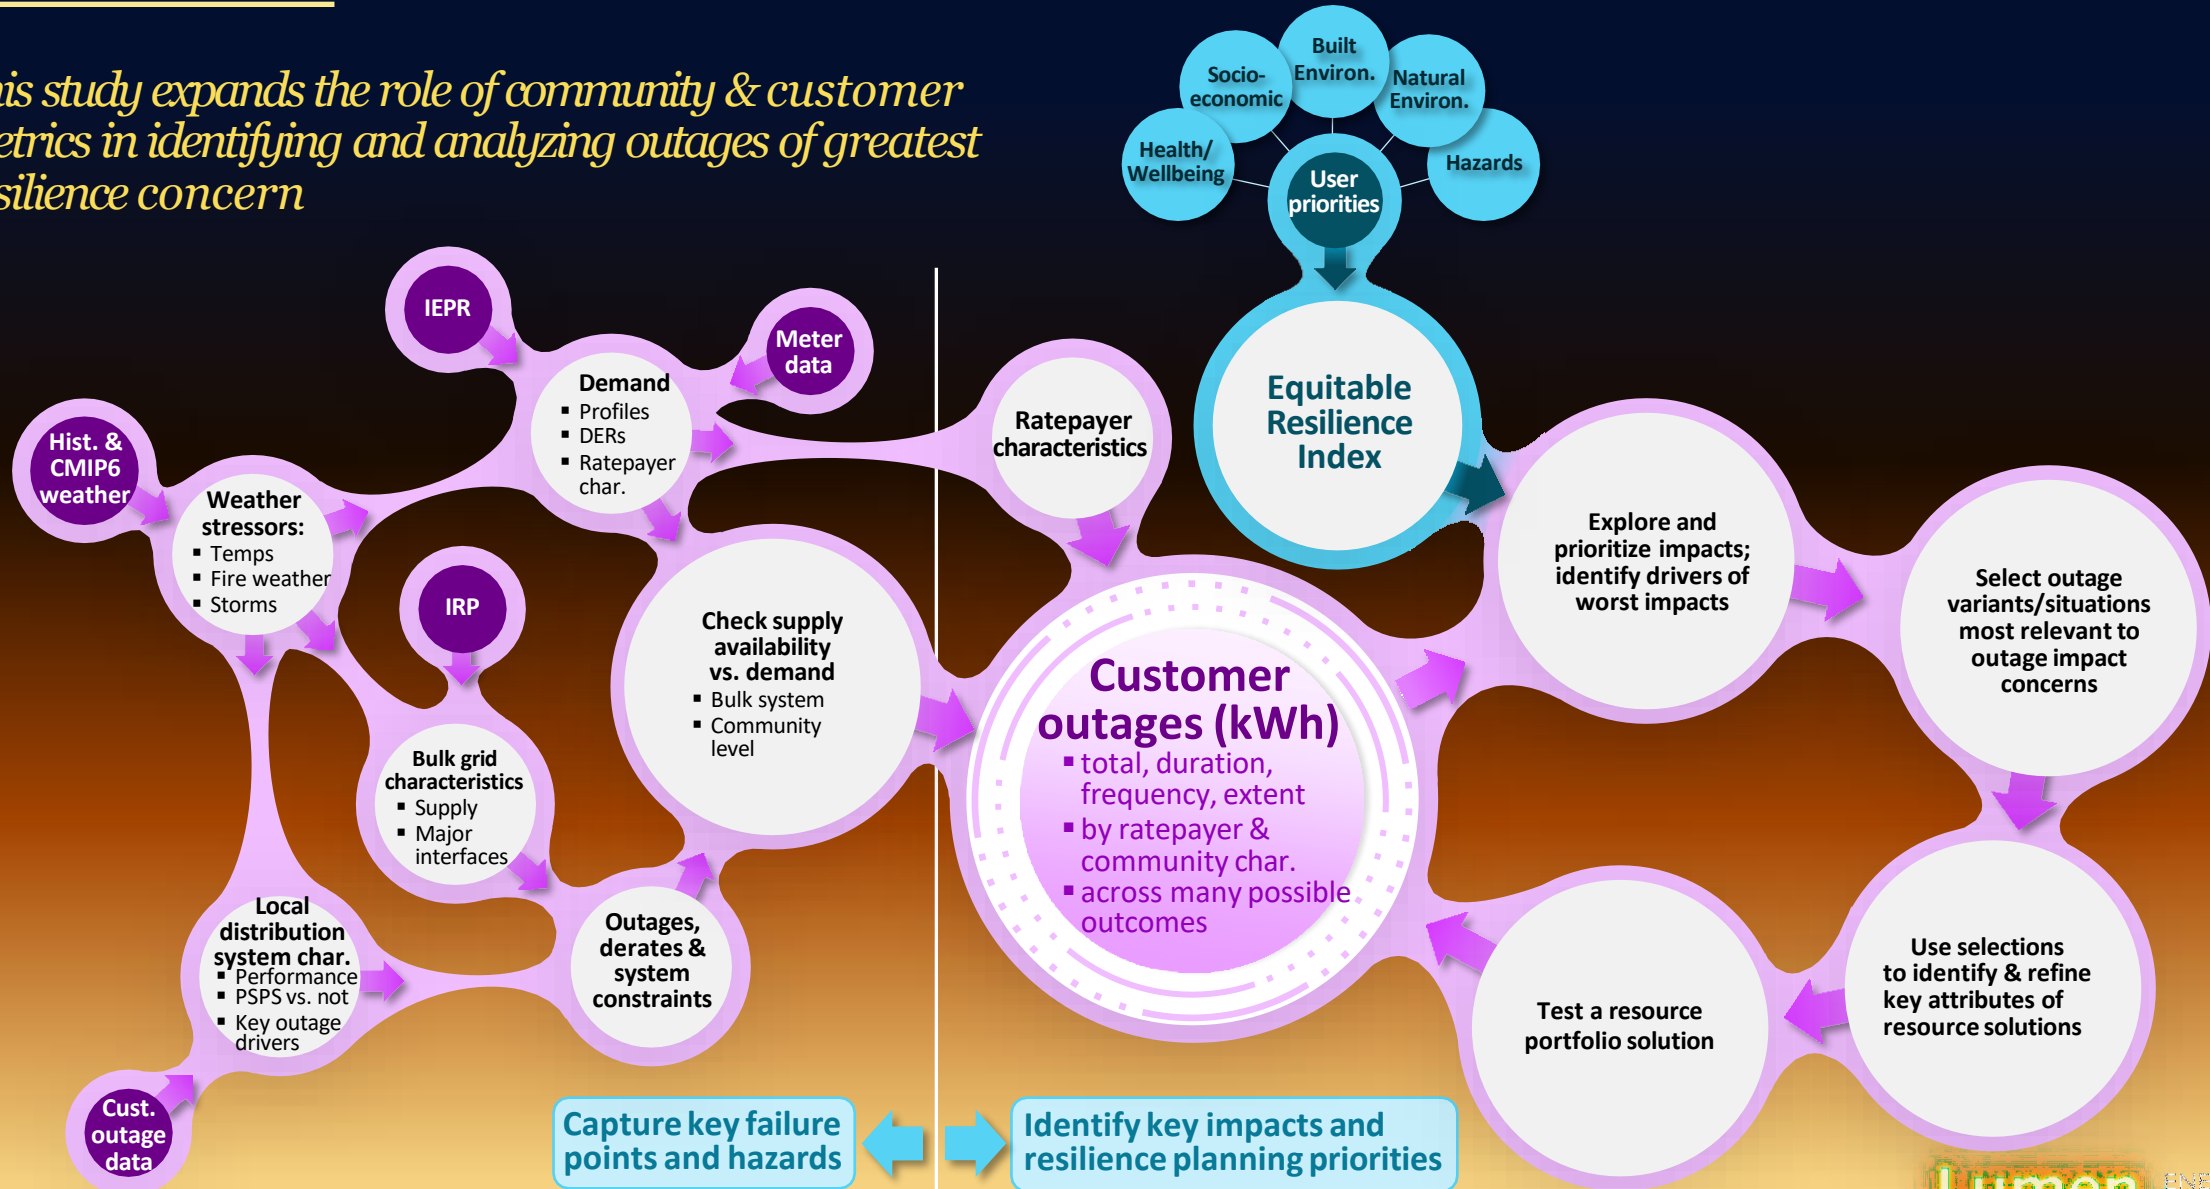 his study expands the role of community & customer
etrics in identifying and analyzing outages of greatest
silience concern
Built
Environ.
Socio-
economic
Natural
Environ.
Health/
Wellbeing
Hazards
User
priorities
IEPR
Meter
data
Demand
▪ Profiles
▪ DERs
▪ Ratepayer
char.
Hist. &
CMIP6
weather
Weather
stressors:
▪ Temps
▪ Fire weather
▪ Storms
IRP
Bulk grid
characteristics
▪ Supply
▪ Major
interfaces
Local
distribution
system char.
▪ Performance
▪ PSPS vs. not
▪ Key outage
drivers
Cust.
outage
data
Outages,
derates &
system
constraints
Check supply
availability
vs. demand
▪ Bulk system
▪ Community
level
Ratepayer
characteristics
Equitable
Resilience
Index
Customer
outages (kWh)
▪ total, duration,
frequency, extent
▪ by ratepayer &
community char.
▪ across many possible
outcomes
Explore and
prioritize impacts;
identify drivers of
worst impacts
Select outage
variants/situations
most relevant to
outage impact
concerns
Use selections
to identify & refine
key attributes of
resource solutions
Test a resource
portfolio solution
Capture key failure
points and hazards
Identify key impacts and
resilience planning priorities
Lumen ENE